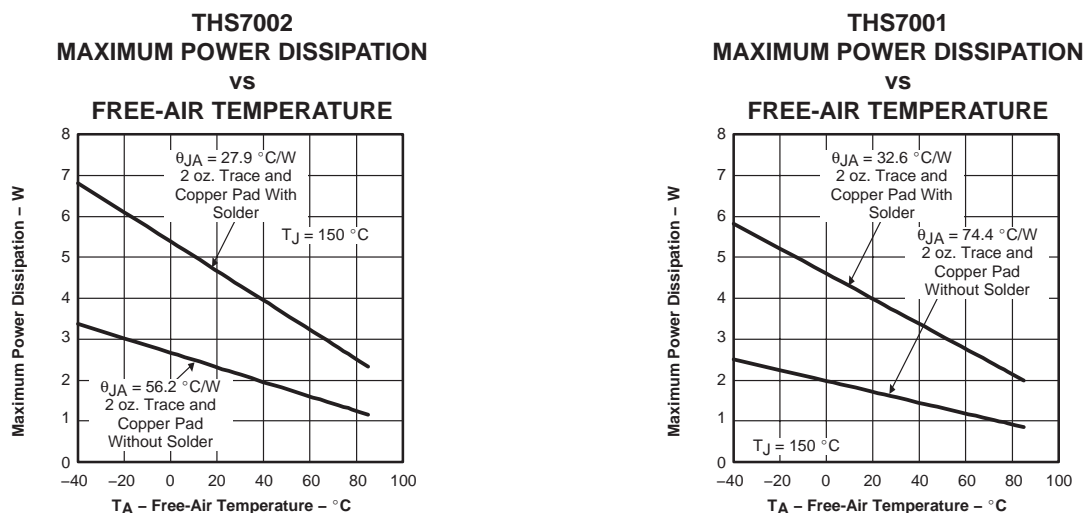 THS7002
MAXIMUM POWER DISSIPATION
vs
FREE-AIR TEMPERATURE
8
7
6
5
4
3
2
1
0
Maximum Power Dissipation – W
θJA = 27.9 °C/W
2 oz. Trace and
Copper Pad With
Solder
TJ = 150 °C
θJA = 56.2 °C/W
2 oz. Trace and
Copper Pad
Without Solder
–40 –20 0 20 40 60 80 100
TA – Free-Air Temperature – °C
THS7001
MAXIMUM POWER DISSIPATION
vs
FREE-AIR TEMPERATURE
8
7
6
5
4
3
2
1
0
Maximum Power Dissipation – W
θJA = 32.6 °C/W
2 oz. Trace and
Copper Pad With
Solder
θJA = 74.4 °C/W
2 oz. Trace and
Copper Pad
Without Solder
TJ = 150 °C
–40 –20 0 20 40 60 80 100
TA – Free-Air Temperature – °C